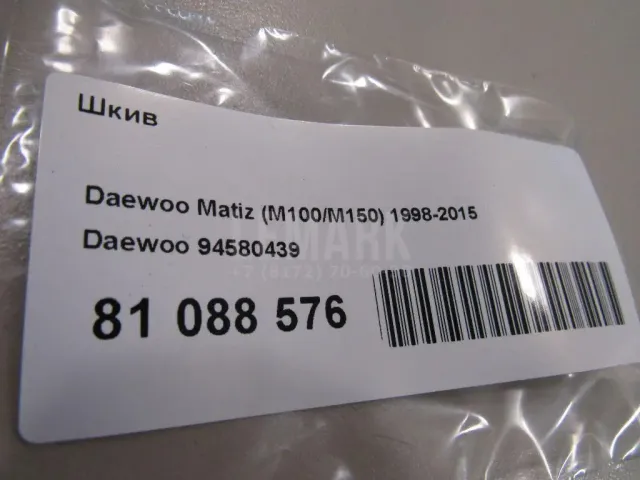 Шкив
Daewoo Matiz (M100/M150) 1998-2015
Daewoo 94580439
81 088 576